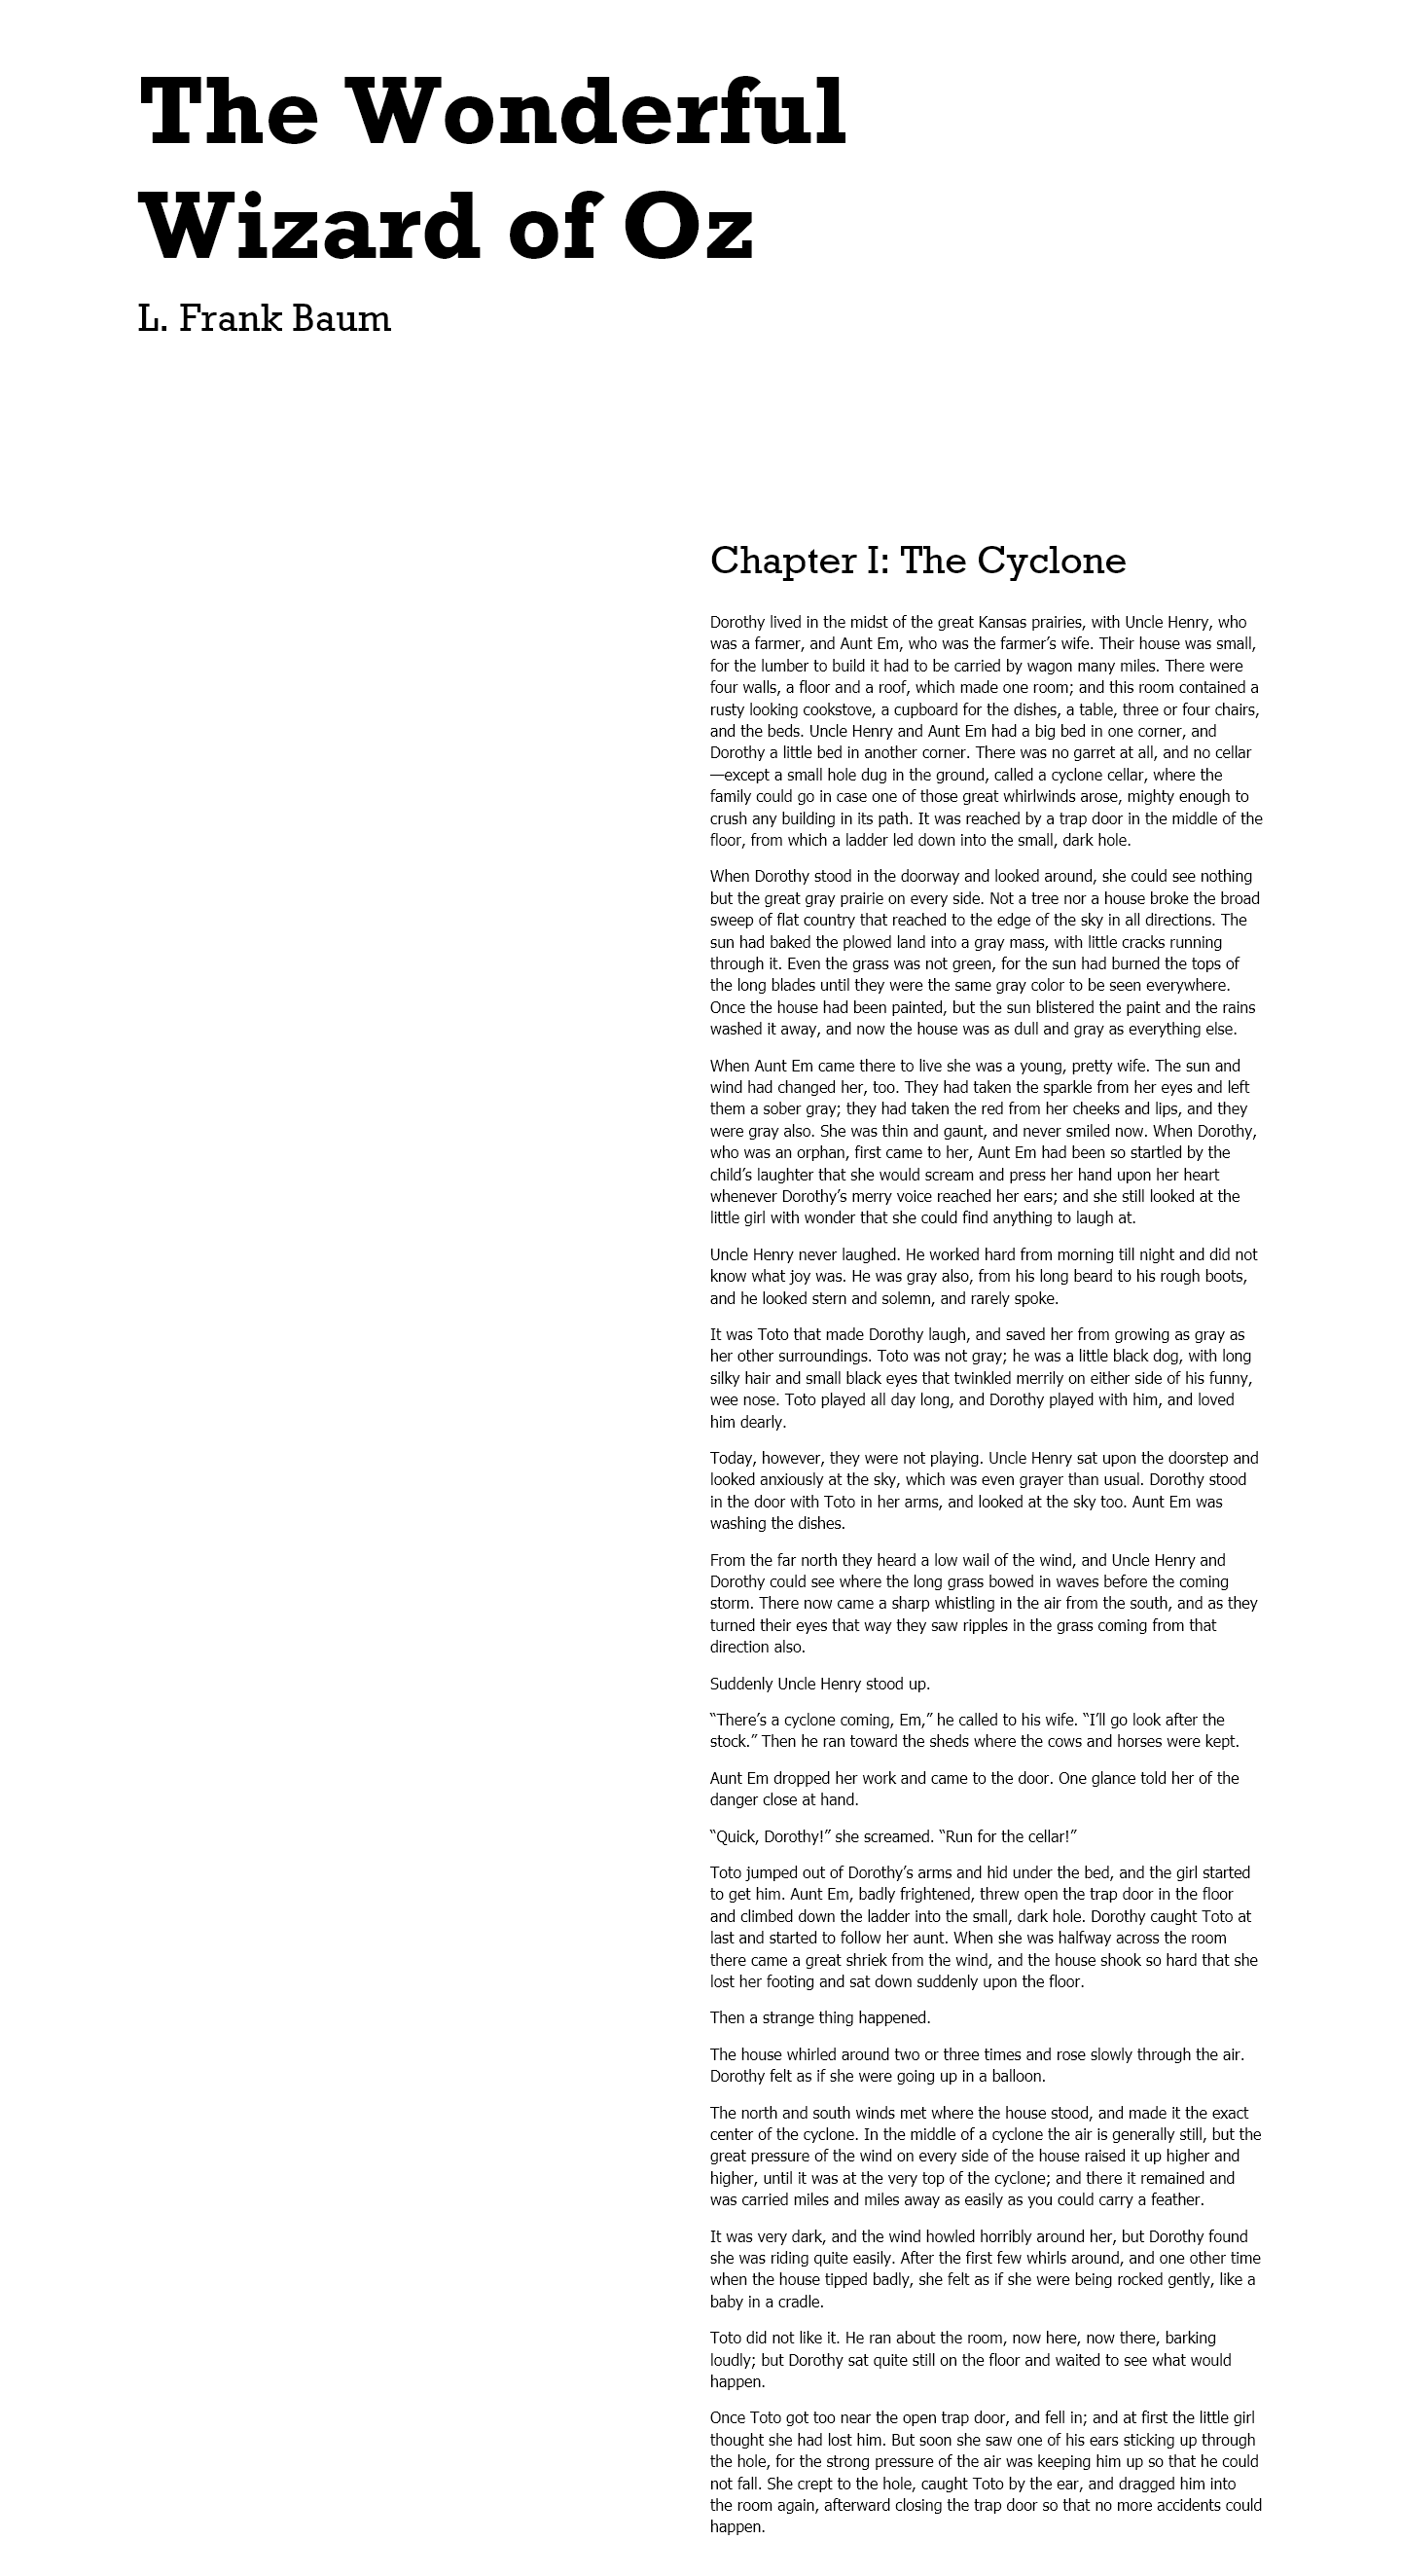 The Wonderful
Wizard of Oz
L. Frank Baum
Chapter I: The Cyclone
Dorothy lived in the midst of the great Kansas prairies, with Uncle Henry, who
was a farmer, and Aunt Em, who was the farmer’s wife. Their house was small,
for the lumber to build it had to be carried by wagon many miles. There were
four walls, a floor and a roof, which made one room; and this room contained a
rusty looking cookstove, a cupboard for the dishes, a table, three or four chairs,
and the beds. Uncle Henry and Aunt Em had a big bed in one corner, and
Dorothy a little bed in another corner. There was no garret at all, and no cellar
—except a small hole dug in the ground, called a cyclone cellar, where the
family could go in case one of those great whirlwinds arose, mighty enough to
crush any building in its path. It was reached by a trap door in the middle of the
floor, from which a ladder led down into the small, dark hole.
When Dorothy stood in the doorway and looked around, she could see nothing
but the great gray prairie on every side. Not a tree nor a house broke the broad
sweep of flat country that reached to the edge of the sky in all directions. The
sun had baked the plowed land into a gray mass, with little cracks running
through it. Even the grass was not green, for the sun had burned the tops of
the long blades until they were the same gray color to be seen everywhere.
Once the house had been painted, but the sun blistered the paint and the rains
washed it away, and now the house was as dull and gray as everything else.
When Aunt Em came there to live she was a young, pretty wife. The sun and
wind had changed her, too. They had taken the sparkle from her eyes and left
them a sober gray; they had taken the red from her cheeks and lips, and they
were gray also. She was thin and gaunt, and never smiled now. When Dorothy,
who was an orphan, first came to her, Aunt Em had been so startled by the
child’s laughter that she would scream and press her hand upon her heart
whenever Dorothy’s merry voice reached her ears; and she still looked at the
little girl with wonder that she could find anything to laugh at.
Uncle Henry never laughed. He worked hard from morning till night and did not
know what joy was. He was gray also, from his long beard to his rough boots,
and he looked stern and solemn, and rarely spoke.
It was Toto that made Dorothy laugh, and saved her from growing as gray as
her other surroundings. Toto was not gray; he was a little black dog, with long
silky hair and small black eyes that twinkled merrily on either side of his funny,
wee nose. Toto played all day long, and Dorothy played with him, and loved
him dearly.
Today, however, they were not playing. Uncle Henry sat upon the doorstep and
looked anxiously at the sky, which was even grayer than usual. Dorothy stood
in the door with Toto in her arms, and looked at the sky too. Aunt Em was
washing the dishes.
From the far north they heard a low wail of the wind, and Uncle Henry and
Dorothy could see where the long grass bowed in waves before the coming
storm. There now came a sharp whistling in the air from the south, and as they
turned their eyes that way they saw ripples in the grass coming from that
direction also.
Suddenly Uncle Henry stood up.
“There’s a cyclone coming, Em,” he called to his wife. “I’ll go look after the
stock.” Then he ran toward the sheds where the cows and horses were kept.
Aunt Em dropped her work and came to the door. One glance told her of the
danger close at hand.
“Quick, Dorothy!” she screamed. “Run for the cellar!”
Toto jumped out of Dorothy’s arms and hid under the bed, and the girl started
to get him. Aunt Em, badly frightened, threw open the trap door in the floor
and climbed down the ladder into the small, dark hole. Dorothy caught Toto at
last and started to follow her aunt. When she was halfway across the room
there came a great shriek from the wind, and the house shook so hard that she
lost her footing and sat down suddenly upon the floor.
Then a strange thing happened.
The house whirled around two or three times and rose slowly through the air.
Dorothy felt as if she were going up in a balloon.
The north and south winds met where the house stood, and made it the exact
center of the cyclone. In the middle of a cyclone the air is generally still, but the
great pressure of the wind on every side of the house raised it up higher and
higher, until it was at the very top of the cyclone; and there it remained and
was carried miles and miles away as easily as you could carry a feather.
It was very dark, and the wind howled horribly around her, but Dorothy found
she was riding quite easily. After the first few whirls around, and one other time
when the house tipped badly, she felt as if she were being rocked gently, like a
baby in a cradle.
Toto did not like it. He ran about the room, now here, now there, barking
loudly; but Dorothy sat quite still on the floor and waited to see what would
happen.
Once Toto got too near the open trap door, and fell in; and at first the little girl
thought she had lost him. But soon she saw one of his ears sticking up through
the hole, for the strong pressure of the air was keeping him up so that he could
not fall. She crept to the hole, caught Toto by the ear, and dragged him into
the room again, afterward closing the trap door so that no more accidents could
happen.